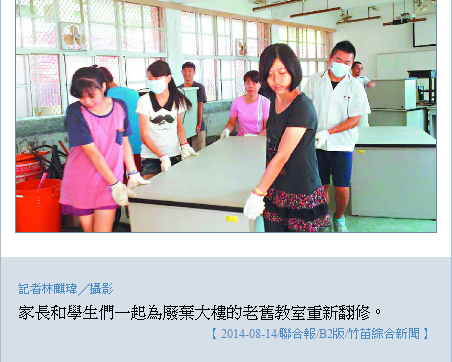 記者林麒瑋／攝影
家長和學生們一起為廢棄大樓的老舊教室重新翻修。
【 2014-08-14/聯合報/B2版/竹苗綜合新聞 】